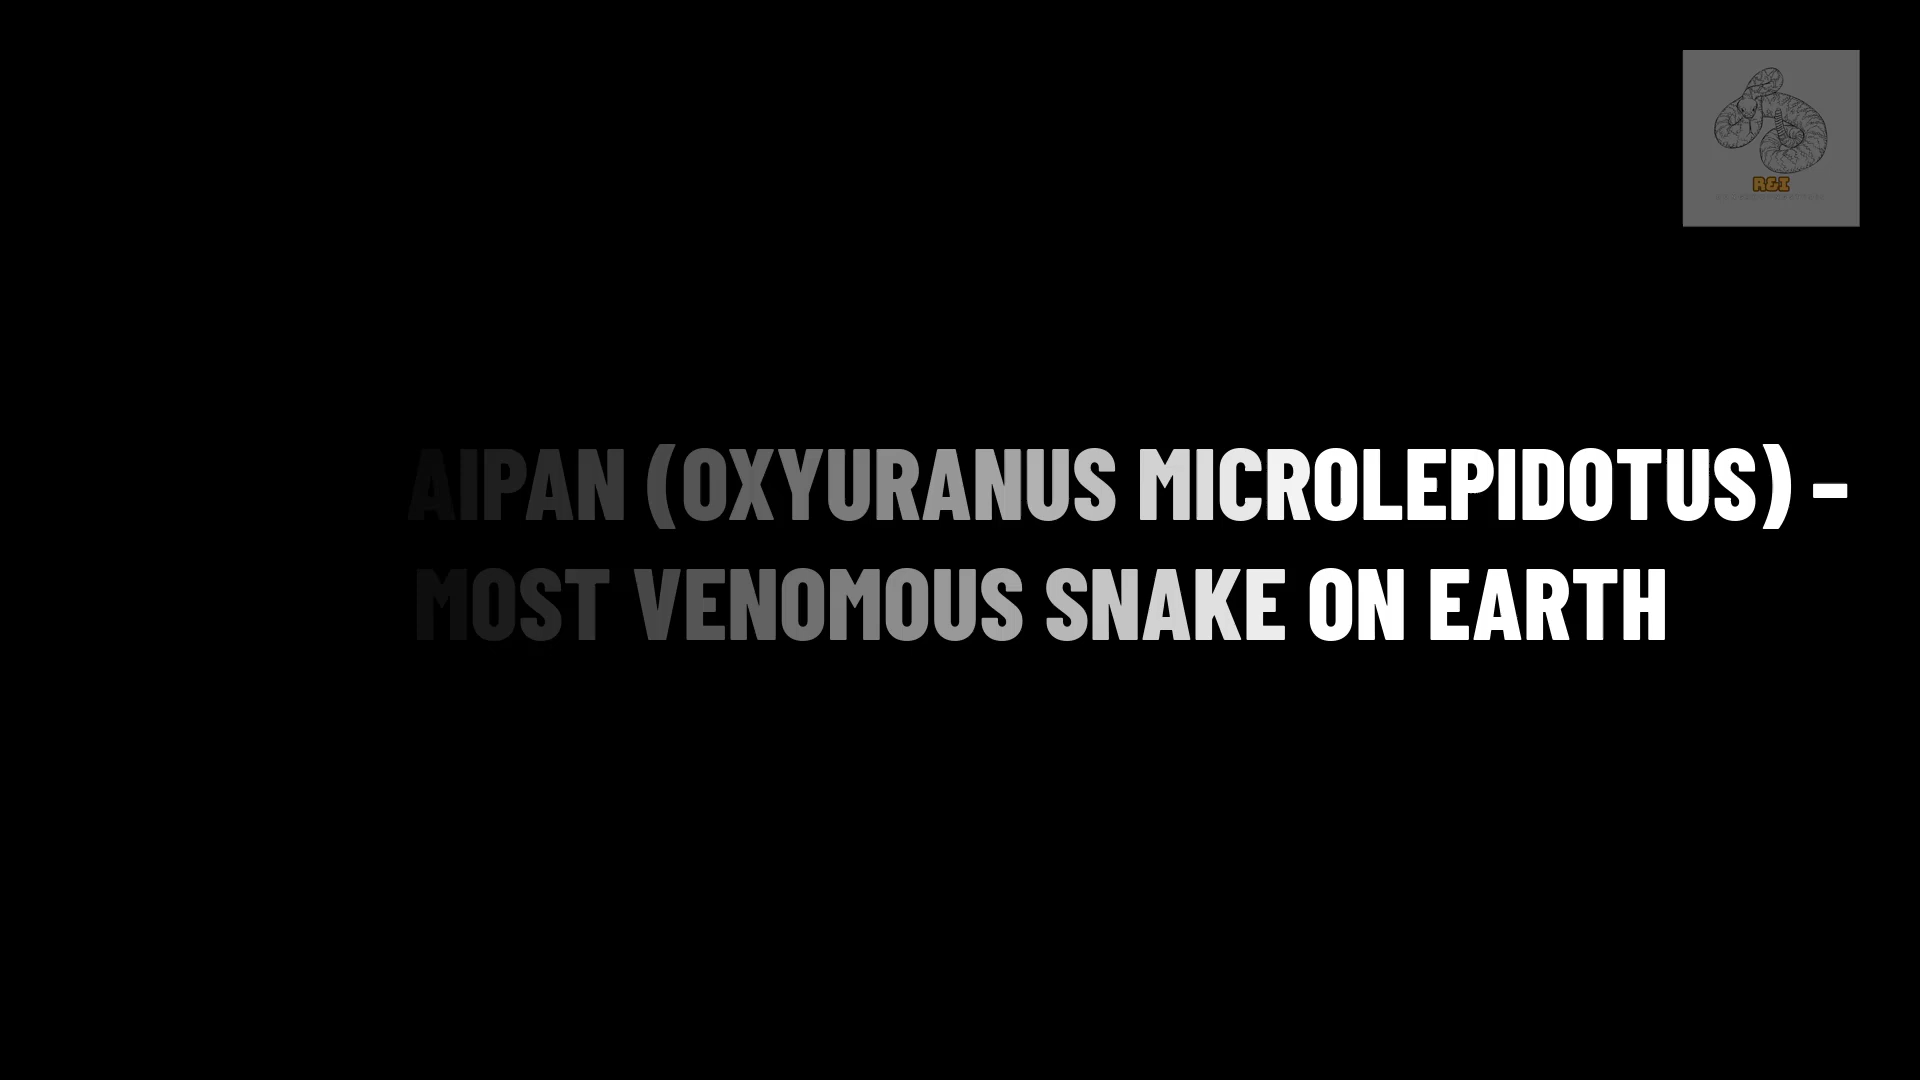 R&I
AIPAN (OXYURANUS MICROLEPIDOTUS) –
MOST VENOMOUS SNAKE ON EARTH